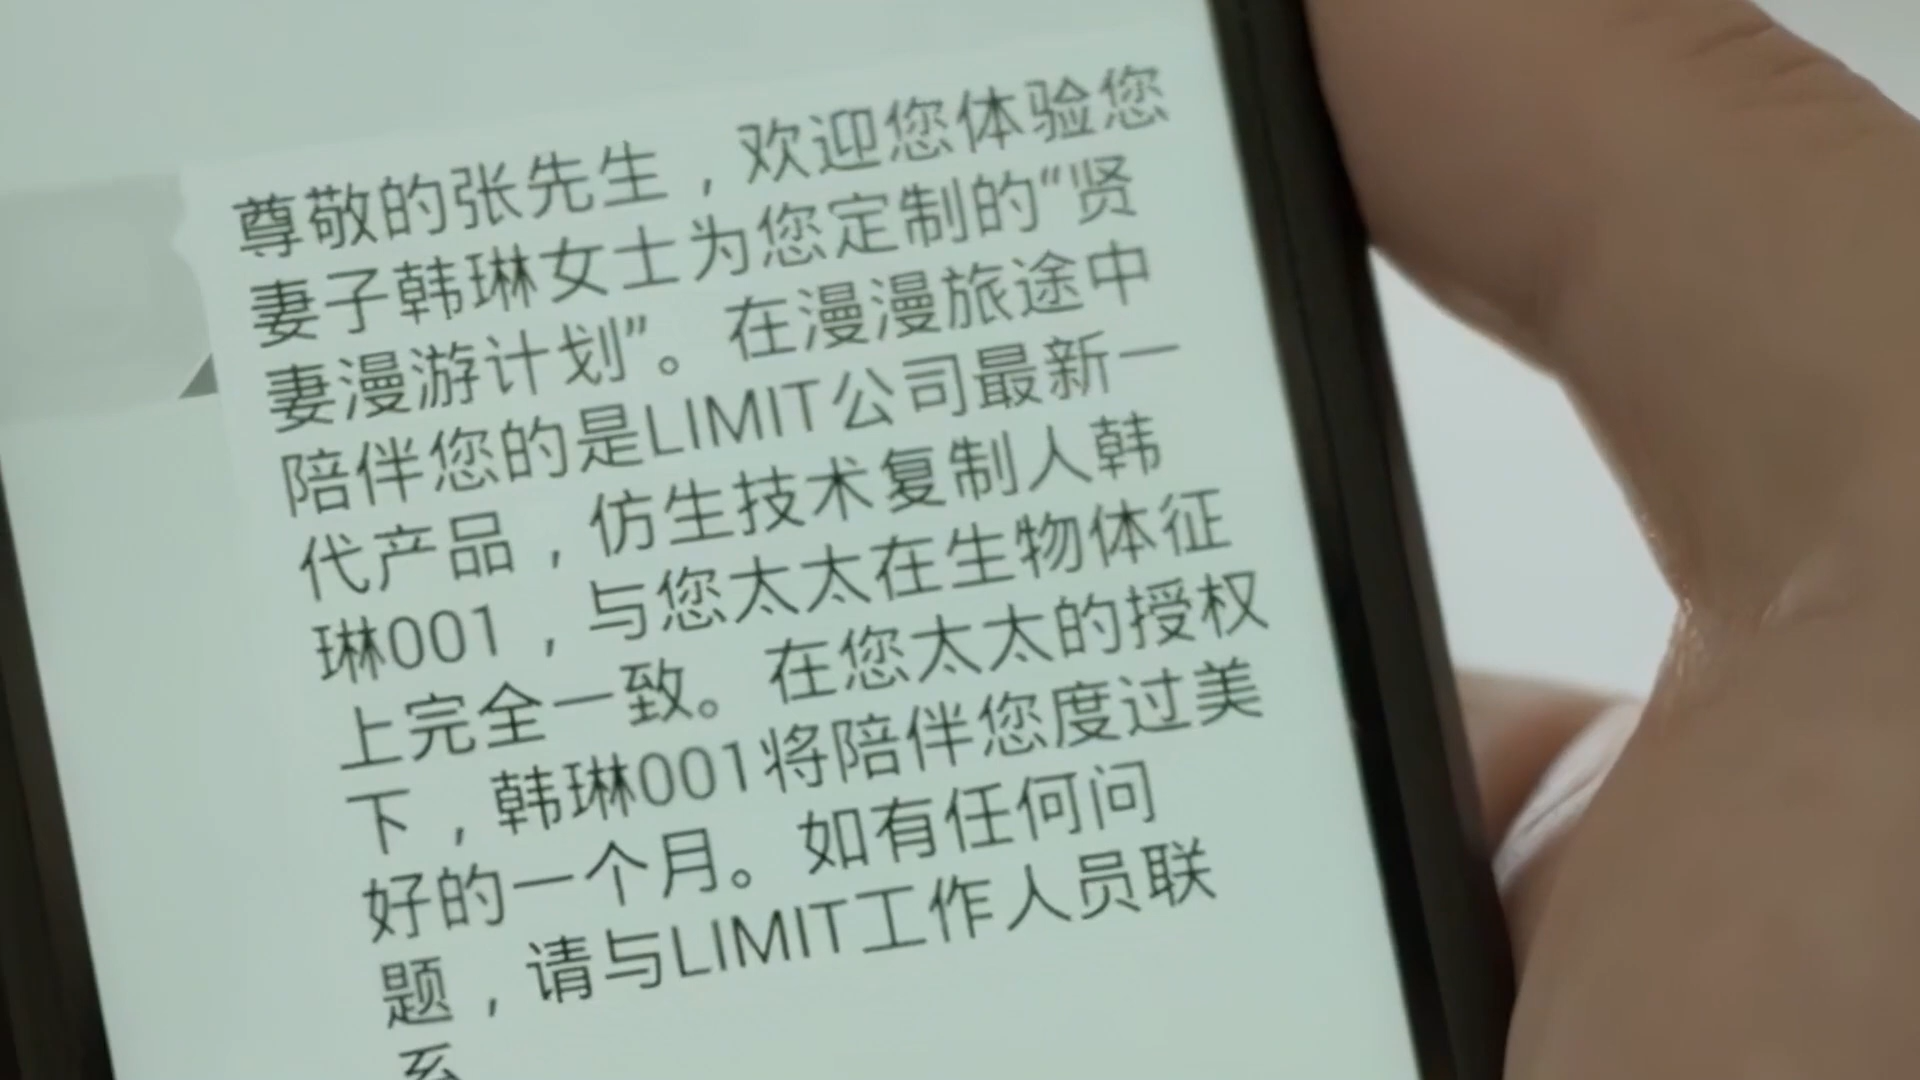 尊敬的张先生，欢迎您体验您
妻子韩琳女士为您定制的“贤
妻漫游计划”。在漫漫旅途中
陪伴您的是LIMIT公司最新一
代产品，仿生技术复制人韩
琳001，与您太太在生物体征
上完全一致。在您太太的授权
下，韩琳001将陪伴您度过美
好的一个月。如有任何问
题，请与LIMIT工作人员联
系